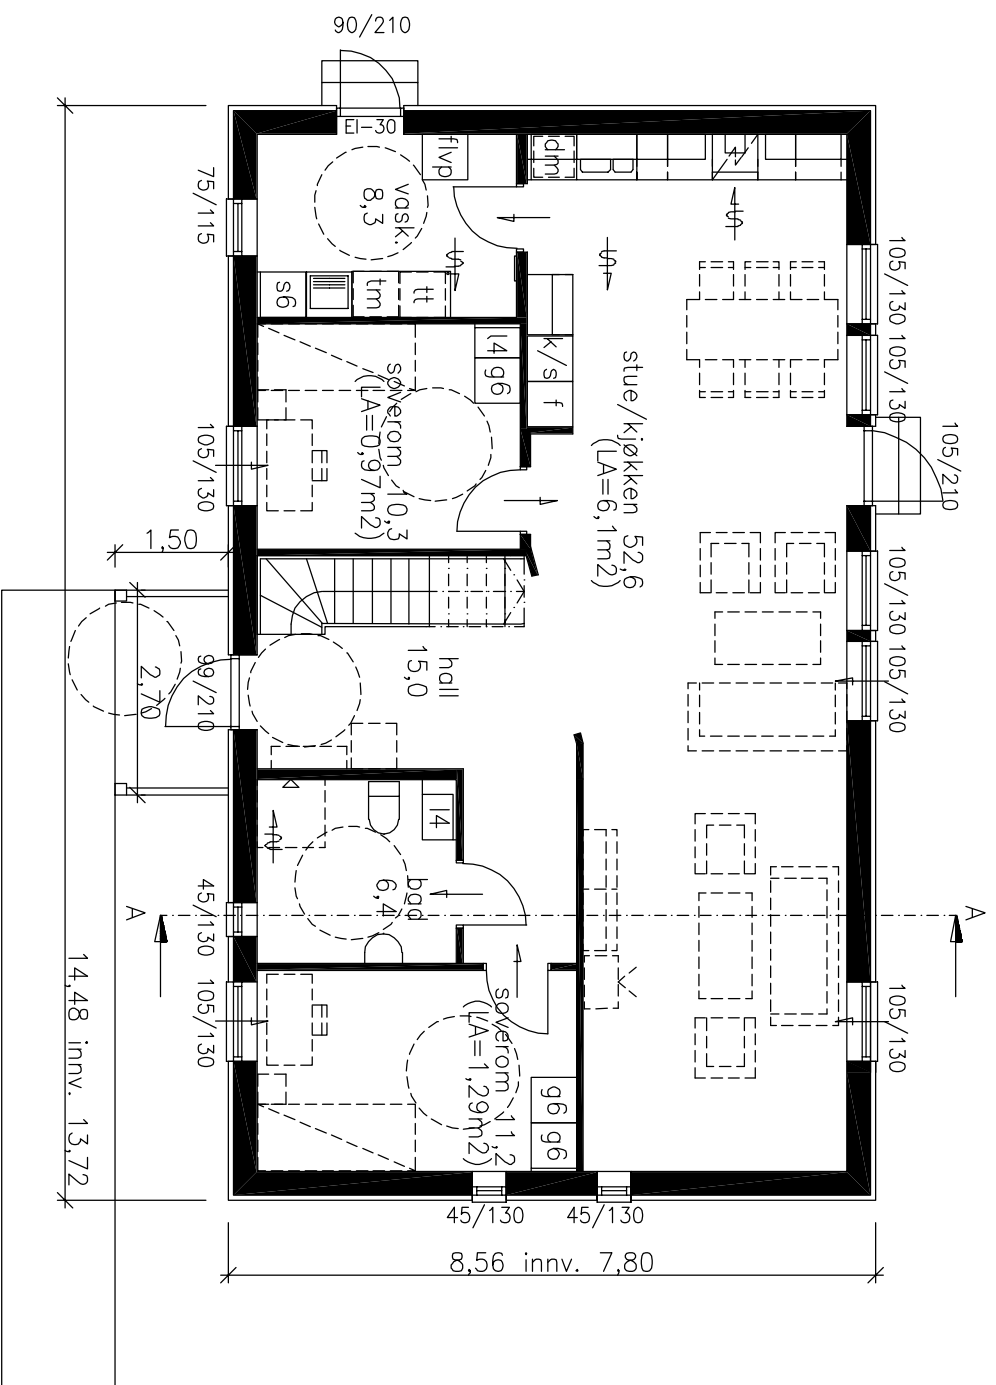 90/210
EI-30
flvp
dm
vask.
8,3
75/115
s6
tm
tt
105/130
105/130
l4
g6
k/s
f
stue/kjøkken 52,6
(LA=6,1m2)
soverom 10,3
(LA=0,97m2)
105/130
105/210
1,50
105/130
105/130
2,70
99/210
hall
15,0
l4
bad
6,4
45/130
A
A
105/130
105/130
soverom 11,2
(LA=1,29m2)
g6
g6
14,48 innv. 13,72
45/130
45/130
8,56 innv. 7,80